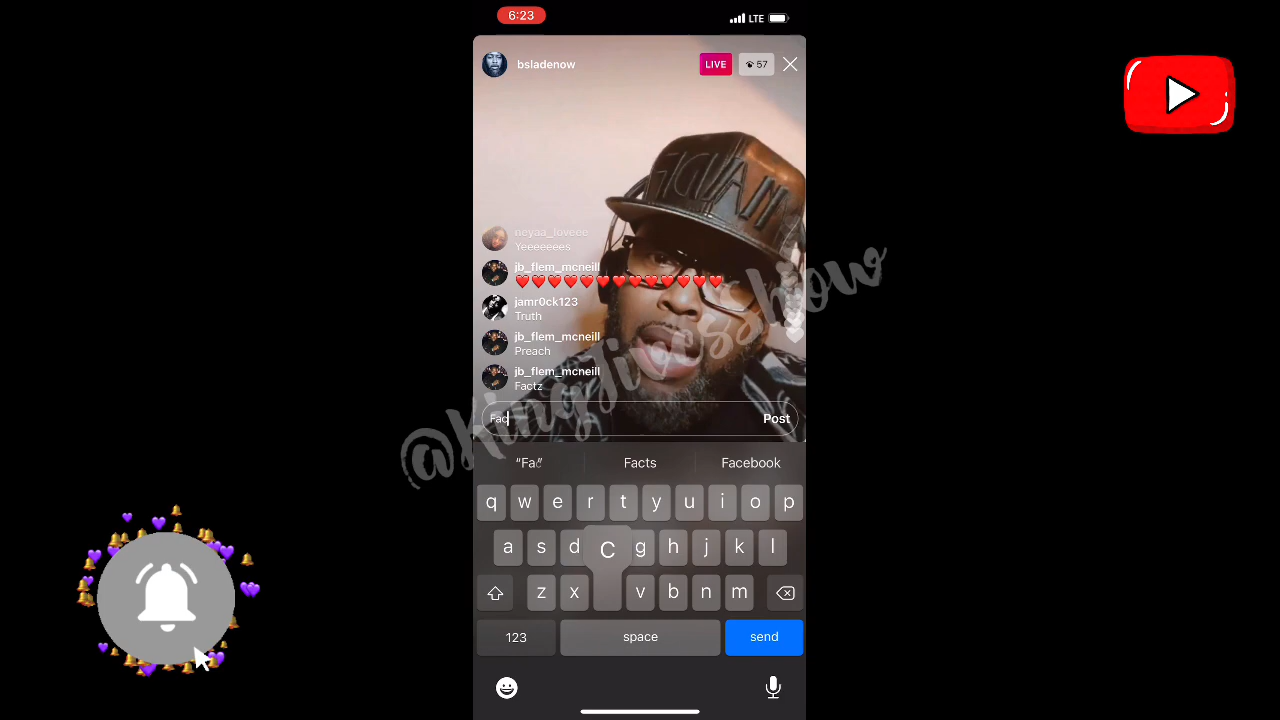 6:23
LTE
bsladenow
LIVE
57
neyaa_loveee
Yeeeeeees
jb_flem_mcneill
jamr0ck123
Truth
jb_flem_mcneill
Preach
jb_flem_mcneill
Factz
Fac
Post
@KingJivessShow
"Fac"
Facts
Facebook
q w e r t y u i o p
a s d C g h j k l
z x v b n m
123
space
send